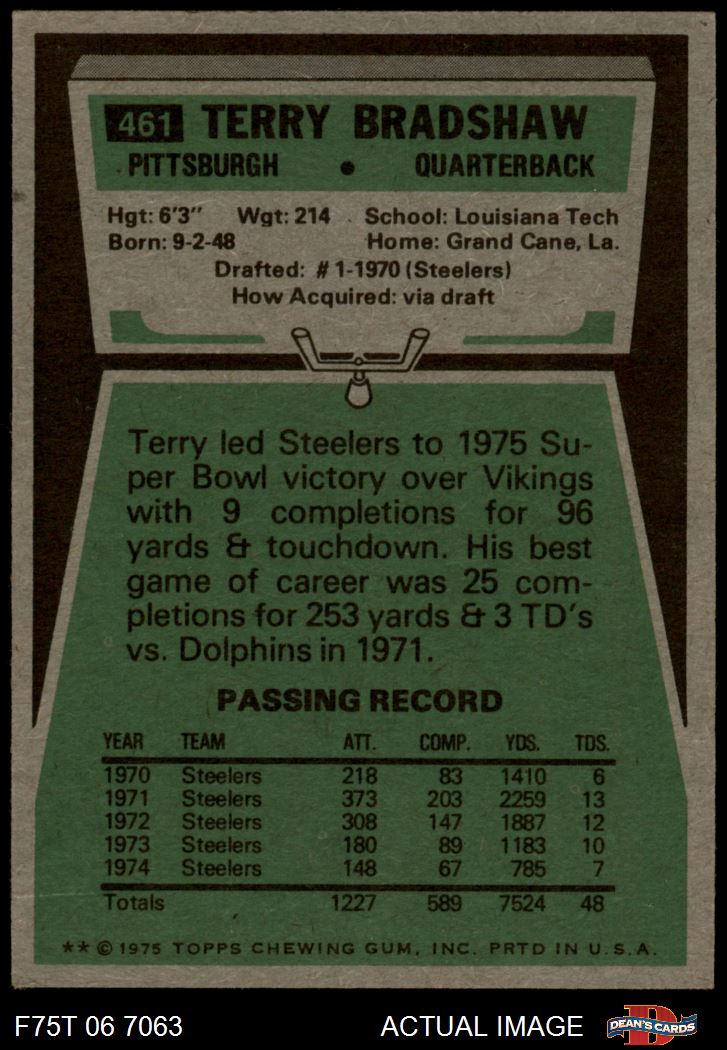 461 TERRY BRADSHAW
PITTSBURGH • QUARTERBACK
Hgt: 6'3" Wgt: 214 School: Louisiana Tech
Born: 9-2-48 Home: Grand Cane, La.
Drafted: #1-1970 (Steelers)
How Acquired: via draft
Terry led Steelers to 1975 Su-
per Bowl victory over Vikings
with 9 completions for 96
yards & touchdown. His best
game of career was 25 com-
pletions for 253 yards & 3 TD's
vs. Dolphins in 1971.
PASSING RECORD
YEAR TEAM ATT. COMP. YDS. TDS.
1970 Steelers 218 83 1410 6
1971 Steelers 373 203 2259 13
1972 Steelers 308 147 1887 12
1973 Steelers 180 89 1183 10
1974 Steelers 148 67 785 7
Totals 1227 589 7524 48
** © 1975 TOPPS CHEWING GUM, INC. PRTD IN U.S.A.
F75T 06 7063 ACTUAL IMAGE D DEAN'S CARDS